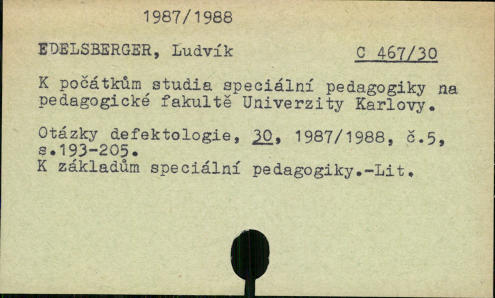 1987/1988
EDELSBERGER, Ludvík C 467/30
K počátkům studia speciální pedagogiky na
pedagogické fakultě Univerzity Karlovy.
Otázky defektologie, 30, 1987/1988, č.5,
s.193-205.
K základům speciální pedagogiky.-Lit.